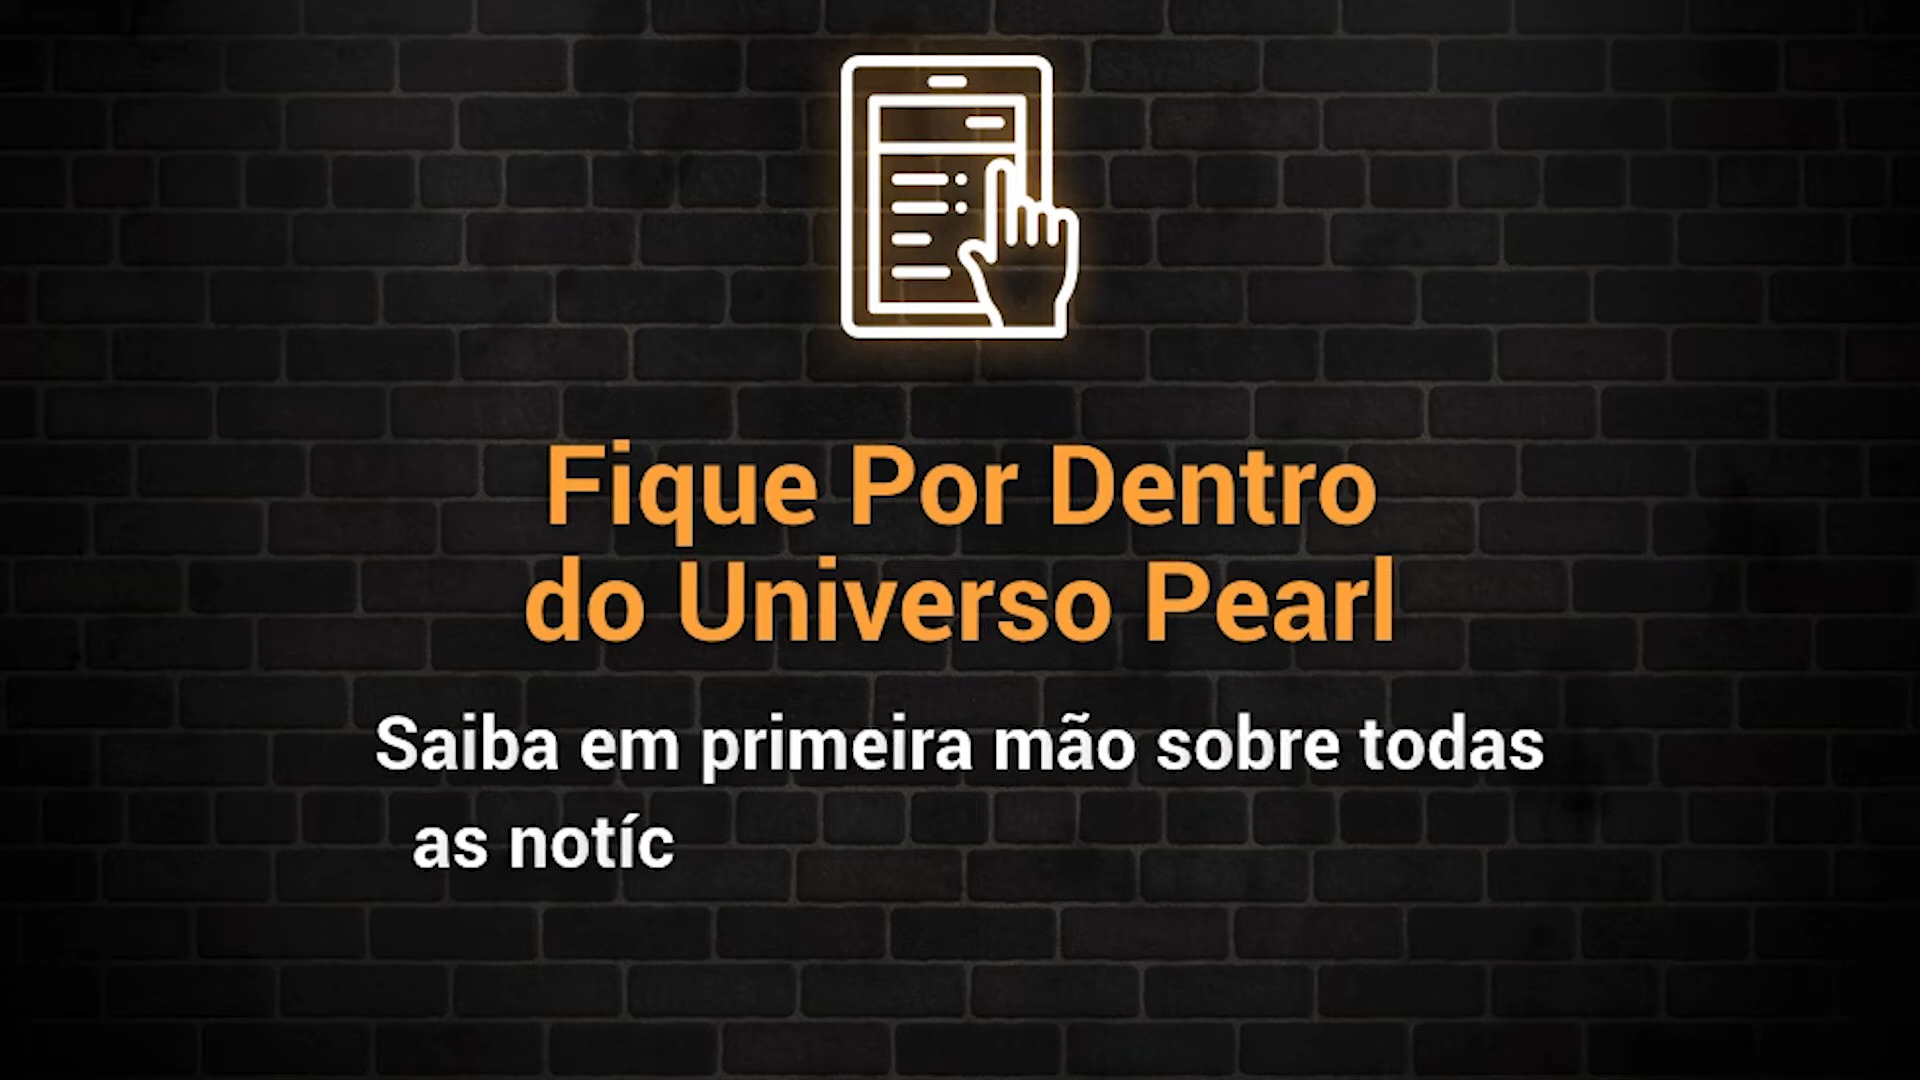 Fique Por Dentro
do Universo Pearl
Saiba em primeira mão sobre todas
as notíc